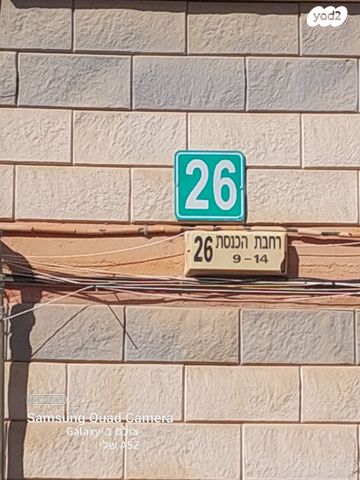 yad2
26
רחבת הכנסת 26
9-14
Samsung Quad Camera
צולם ב-Galaxy
A52 שלי